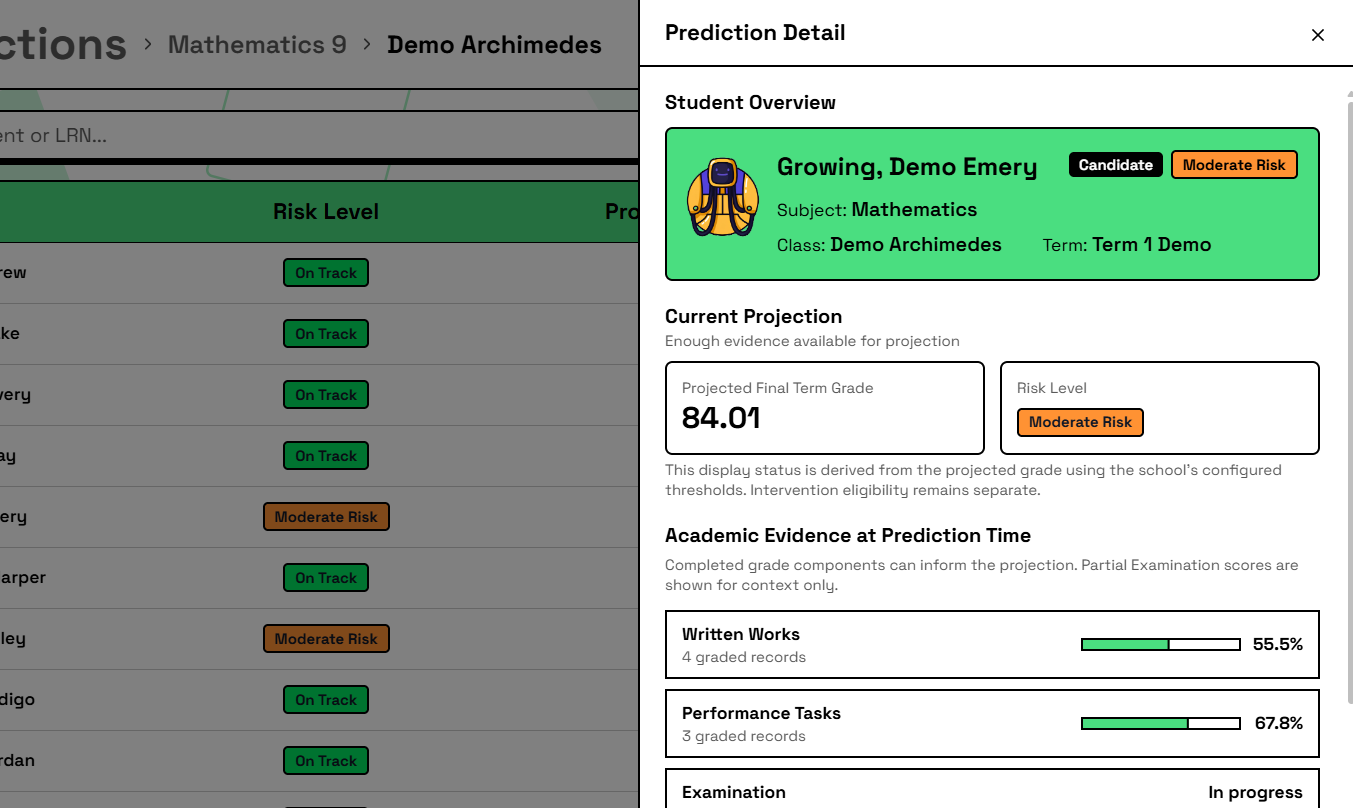 ctions > Mathematics 9 > Demo Archimedes
ent or LRN...
Risk Level Pro
rew On Track
ke On Track
very On Track
ay On Track
ery Moderate Risk
arper On Track
ley Moderate Risk
digo On Track
rdan On Track
Prediction Detail
Student Overview
Growing, Demo Emery Candidate Moderate Risk
Subject: Mathematics
Class: Demo Archimedes Term: Term 1 Demo
Current Projection
Enough evidence available for projection
Projected Final Term Grade
84.01
Risk Level
Moderate Risk
This display status is derived from the projected grade using the school's configured
thresholds. Intervention eligibility remains separate.
Academic Evidence at Prediction Time
Completed grade components can inform the projection. Partial Examination scores are
shown for context only.
Written Works
4 graded records
55.5%
Performance Tasks
3 graded records
67.8%
Examination In progress